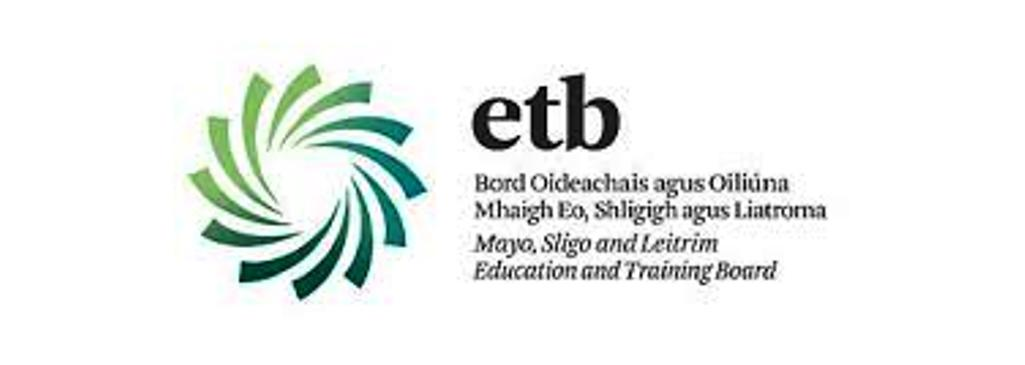 etb
Bord Oideachais agus Oiliúna
Mhaigh Eo, Shligigh agus Liatroma
Mayo, Sligo and Leitrim
Education and Training Board